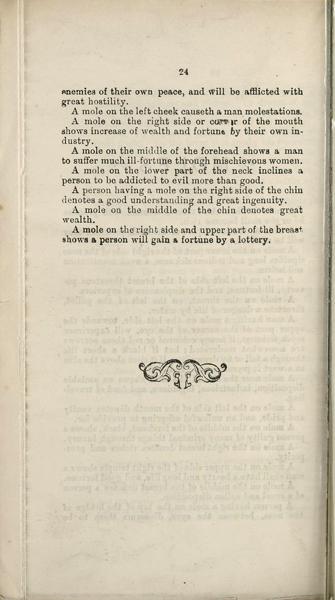 24
enemies of their own peace, and will be afflicted with
great hostility.
A mole on the left cheek causeth a man molestations.
A mole on the right side or corner of the mouth
shows increase of wealth and fortune by their own in-
dustry.
A mole on the middle of the forehead shows a man
to suffer much ill-fortune through mischievous women.
A mole on the lower part of the neck inclines a
person to be addicted to evil more than good.
A person having a mole on the right side of the chin
denotes a good understanding and great ingenuity.
A mole on the middle of the chin denotes great
wealth.
A mole on the right side and upper part of the breast
shows a person will gain a fortune by a lottery.